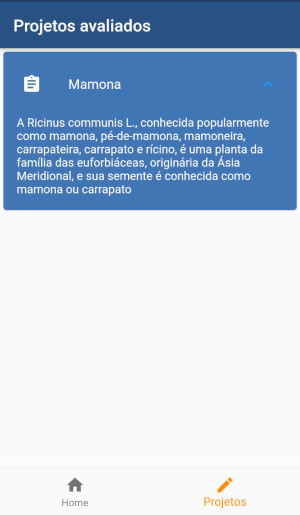 Projetos avaliados
Mamona
A Ricinus communis L., conhecida popularmente
como mamona, pé-de-mamona, mamoneira,
carrapateira, carrapato e rícino, é uma planta da
família das euforbiáceas, originária da Ásia
Meridional, e sua semente é conhecida como
mamona ou carrapato
Home
Projetos